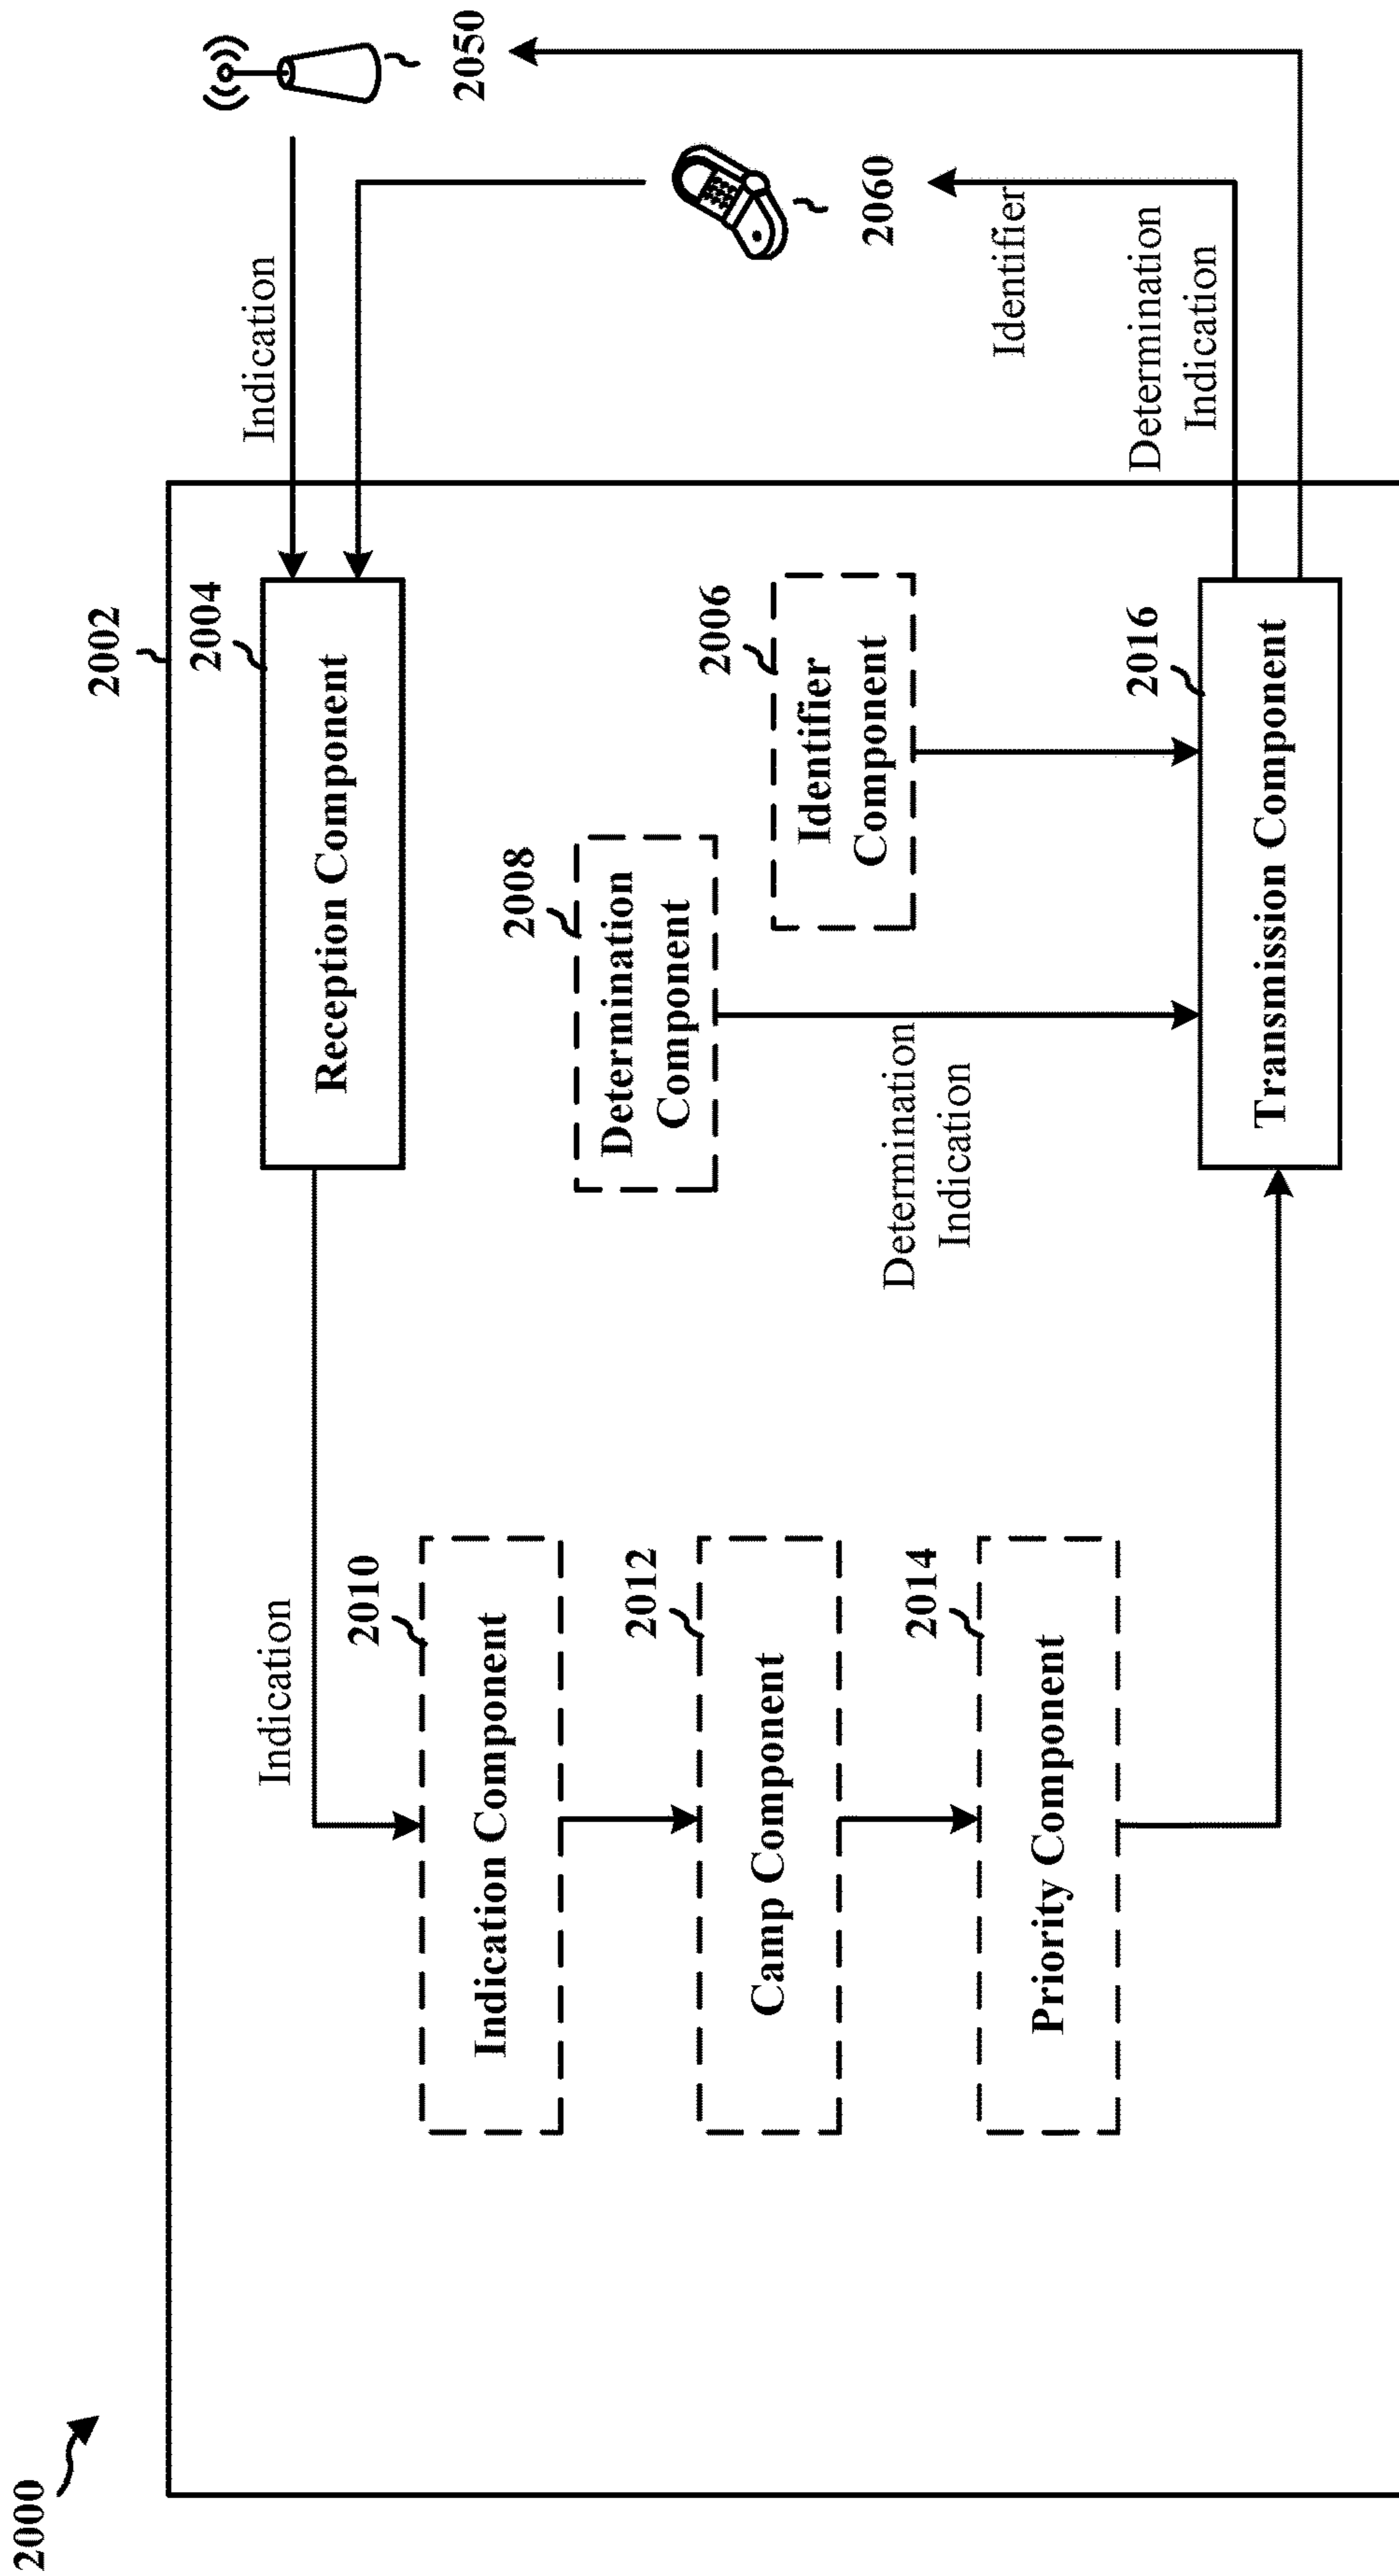 2000
2002
2004
Reception Component
Indication
2050
2060
Indication
2010
Indication Component
2012
Camp Component
2014
Priority Component
2008
Determination
Component
2006
Identifier
Component
Determination
Indication
2016
Transmission Component
Identifier
Determination
Indication